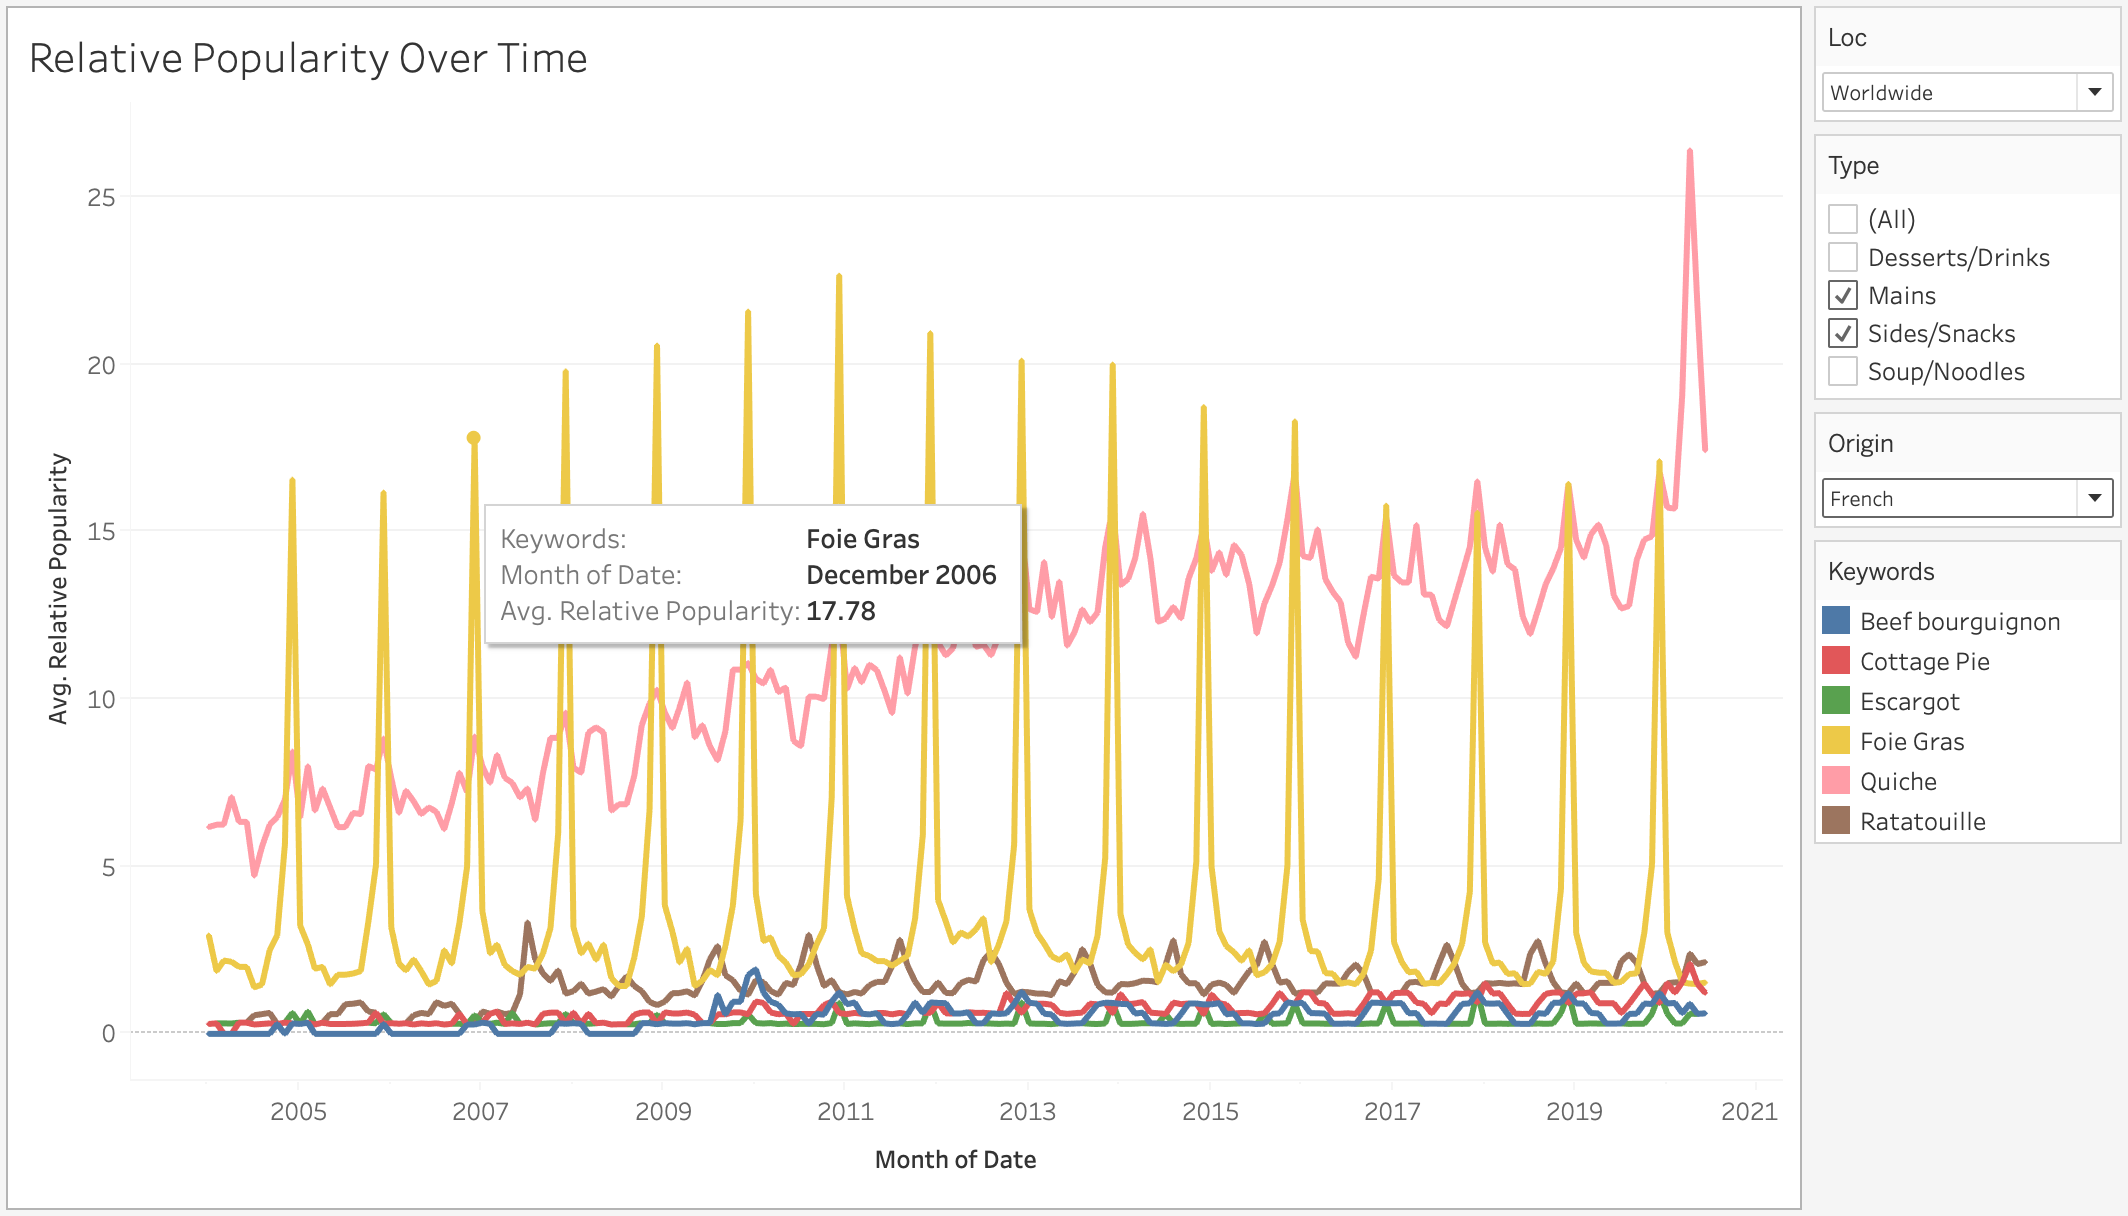 Relative Popularity Over Time
Avg. Relative Popularity
25
20
15
10
5
0
Keywords: Foie Gras
Month of Date: December 2006
Avg. Relative Popularity: 17.78
2005 2007 2009 2011 2013 2015 2017 2019 2021
Month of Date
Loc
Worldwide
Type
(All)
Desserts/Drinks
Mains
Sides/Snacks
Soup/Noodles
Origin
French
Keywords
Beef bourguignon
Cottage Pie
Escargot
Foie Gras
Quiche
Ratatouille